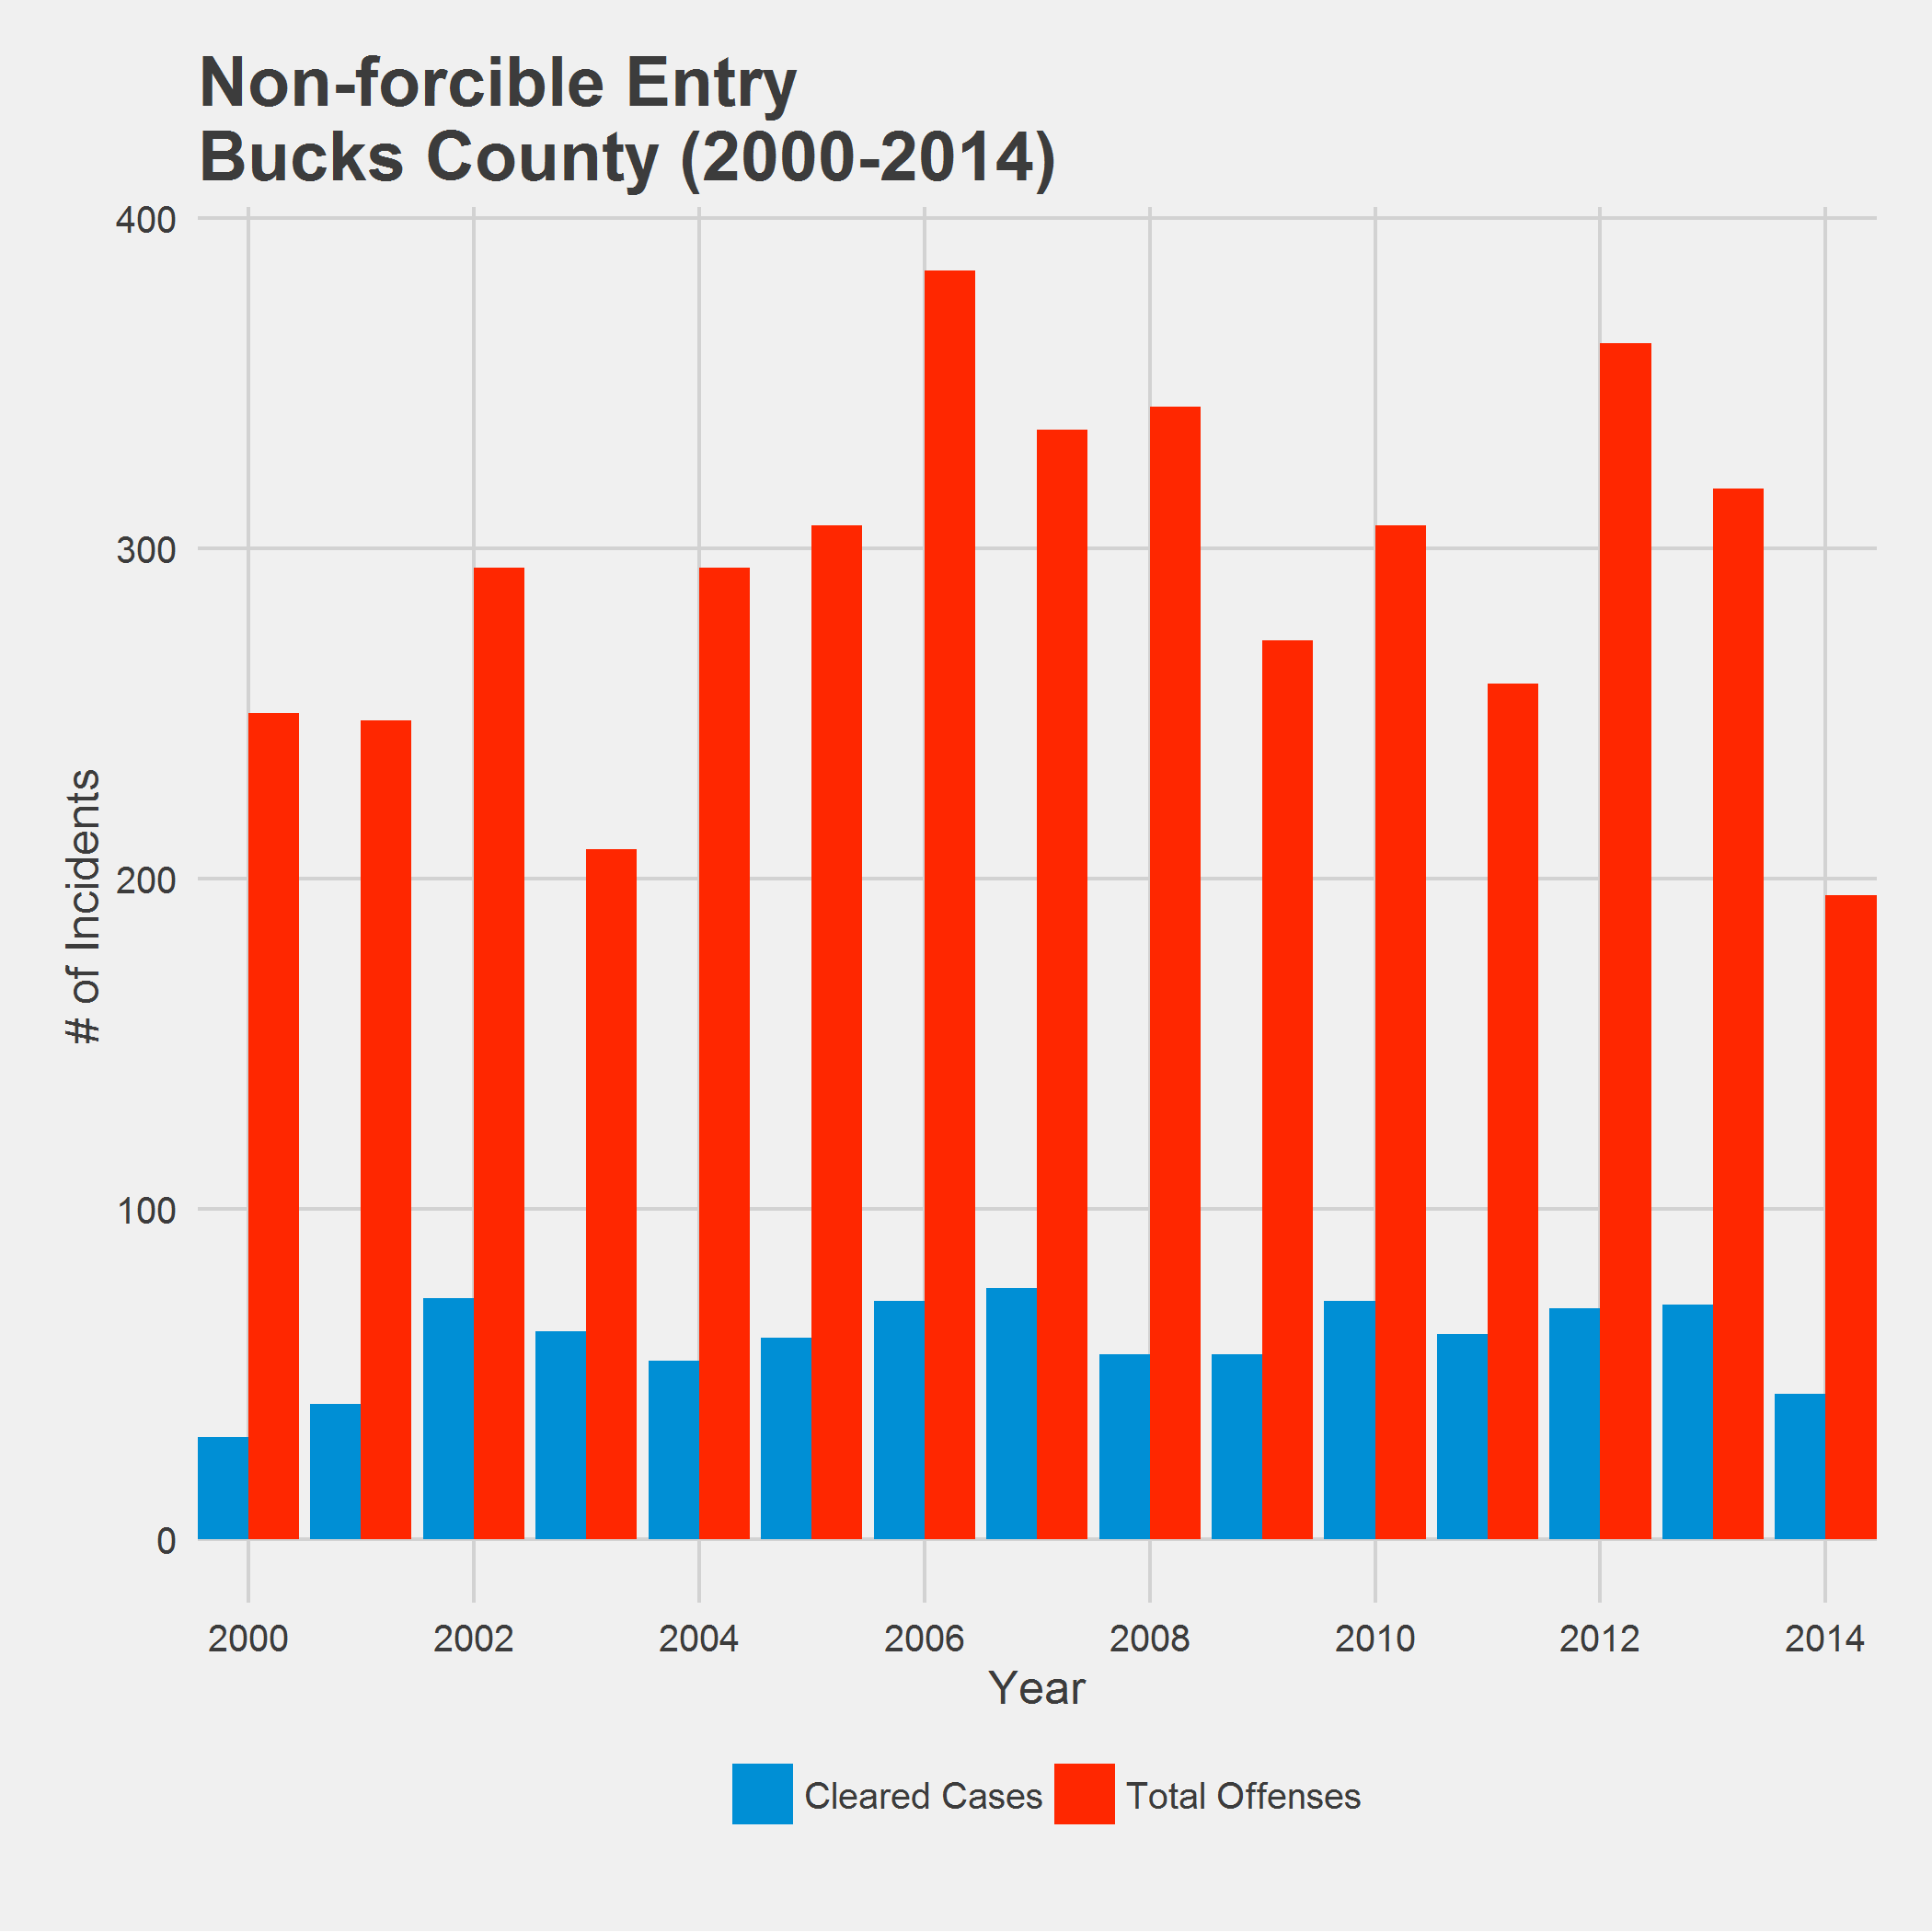 Non-forcible Entry
Bucks County (2000-2014)
400
300
200
100
0
# of Incidents
2000 2002 2004 2006 2008 2010 2012 2014
Year
Cleared Cases Total Offenses